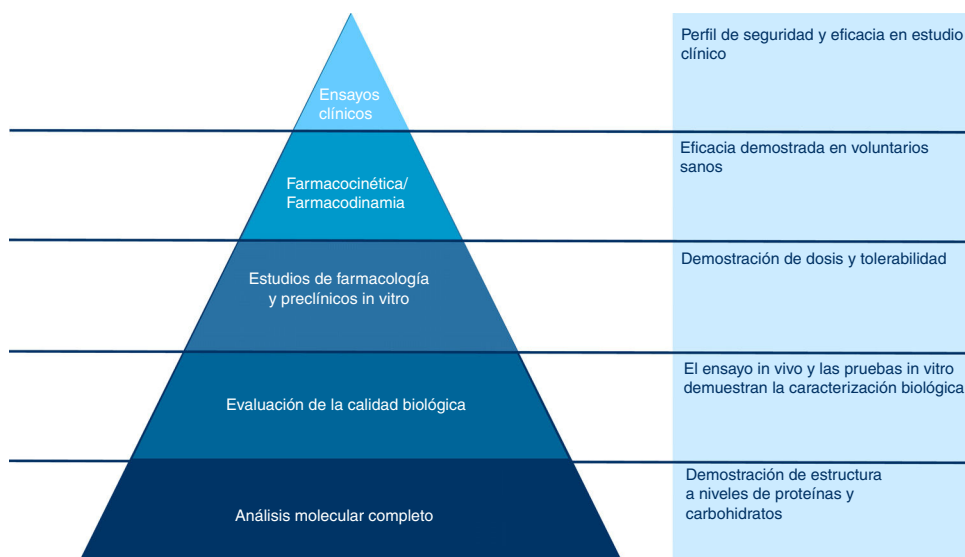 Ensayos
clínicos
Perfil de seguridad y eficacia en estudio
clínico
Farmacocinética/
Farmacodinamia
Eficacia demostrada en voluntarios
sanos
Estudios de farmacología
y preclínicos in vitro
Demostración de dosis y tolerabilidad
Evaluación de la calidad biológica
El ensayo in vivo y las pruebas in vitro
demuestran la caracterización biológica
Análisis molecular completo
Demostración de estructura
a niveles de proteínas y
carbohidratos